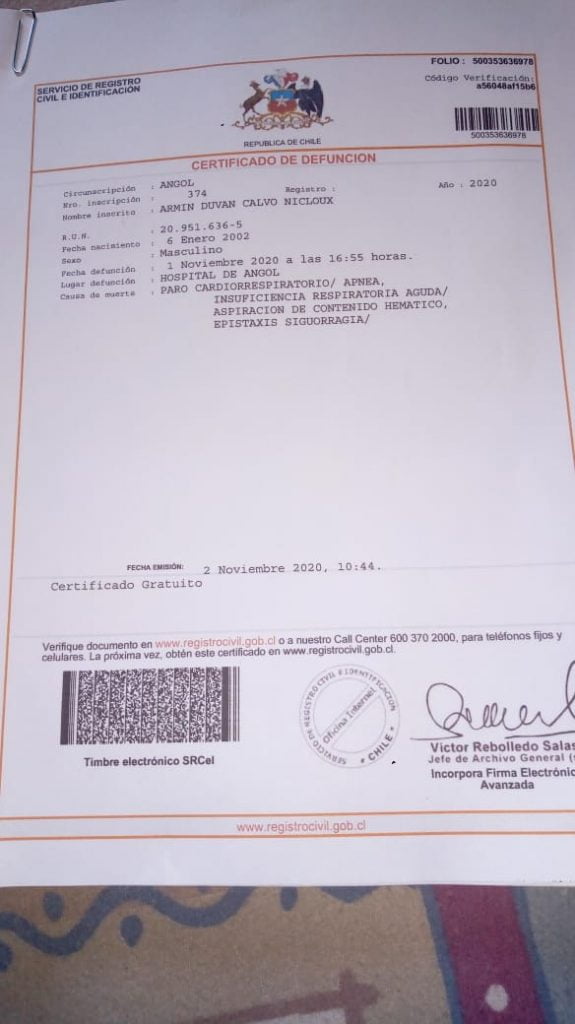 SERVICIO DE REGISTRO
CIVIL E IDENTIFICACIÓN
REPUBLICA DE CHILE
FOLIO : 500353636978
Código Verificación:
a56048af15b6
500353636978
CERTIFICADO DE DEFUNCION
Circunscripción : ANGOL
Nro. inscripción : 374 Registro : Año : 2020
Nombre inscrito : ARMIN DUVAN CALVO NICLOUX
R.U.N. : 20.951.636-5
Fecha nacimiento : 6 Enero 2002
Sexo : Masculino
Fecha defunción : 1 Noviembre 2020 a las 16:55 horas.
Lugar defunción : HOSPITAL DE ANGOL
Causa de muerte : PARO CARDIORRESPIRATORIO/ APNEA,
INSUFICIENCIA RESPIRATORIA AGUDA/
ASPIRACION DE CONTENIDO HEMATICO,
EPISTAXIS SIGUORRAGIA/
FECHA EMISIÓN: 2 Noviembre 2020, 10:44.
Certificado Gratuito
Verifique documento en www.registrocivil.gob.cl o a nuestro Call Center 600 370 2000, para teléfonos fijos y
celulares. La próxima vez, obtén este certificado en www.registrocivil.gob.cl.
Timbre electrónico SRCeI
SERVICIO DE REGISTRO CIVIL E IDENTIFICACION
Oficina Internet
* CHILE *
Victor Rebolledo Salas
Jefe de Archivo General (
Incorpora Firma Electrónic
Avanzada
www.registrocivil.gob.cl